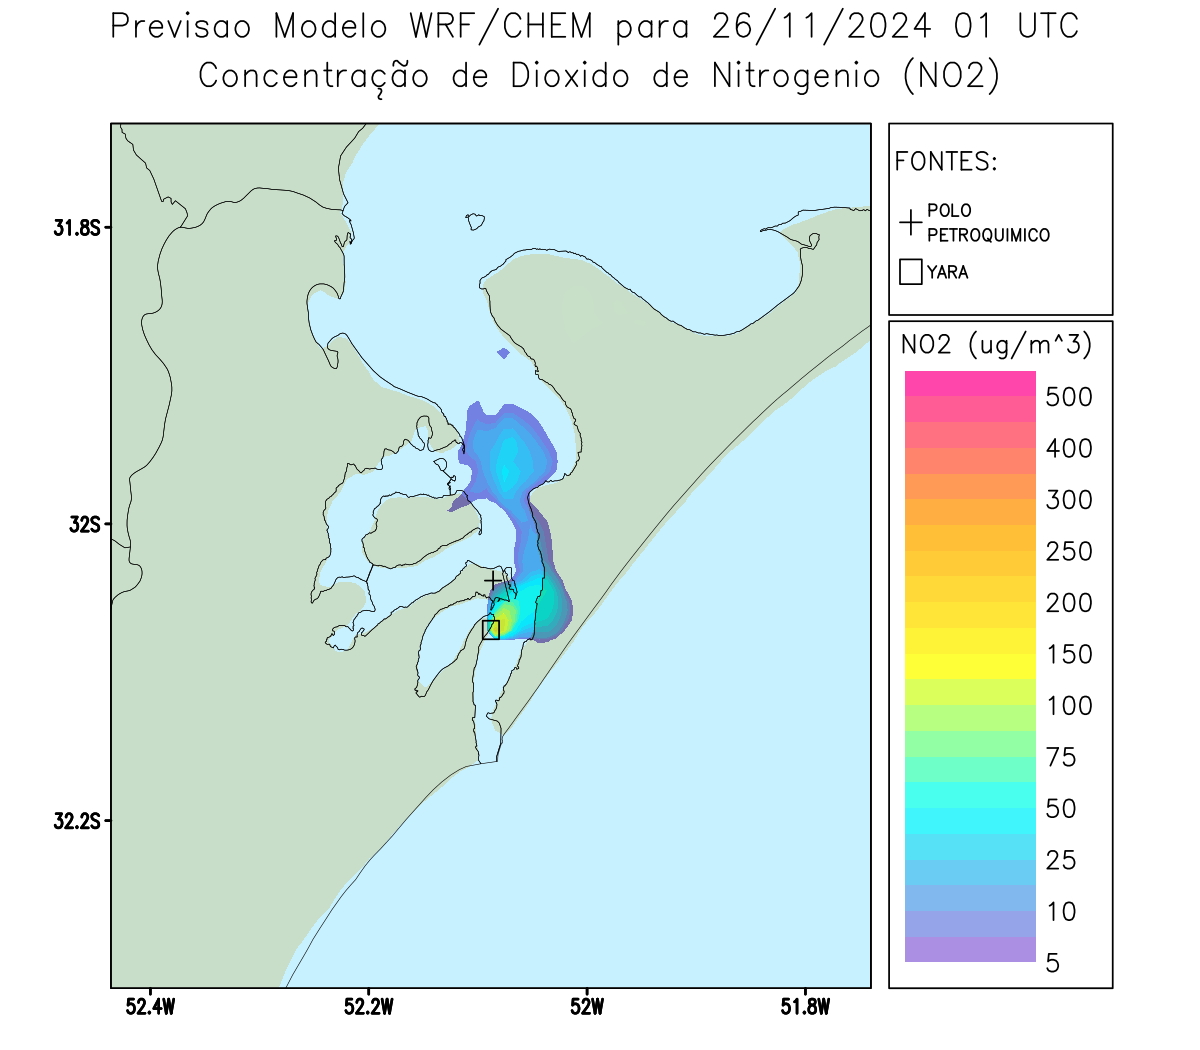 Previsao Modelo WRF/CHEM para 26/11/2024 01 UTC
Concentração de Dioxido de Nitrogenio (NO2)
FONTES:
POLO
PETROQUIMICO
YARA
31.8S
32S
32.2S
52.4W
52.2W
52W
51.8W
NO2 (ug/m^3)
500
400
300
250
200
150
100
75
50
25
10
5